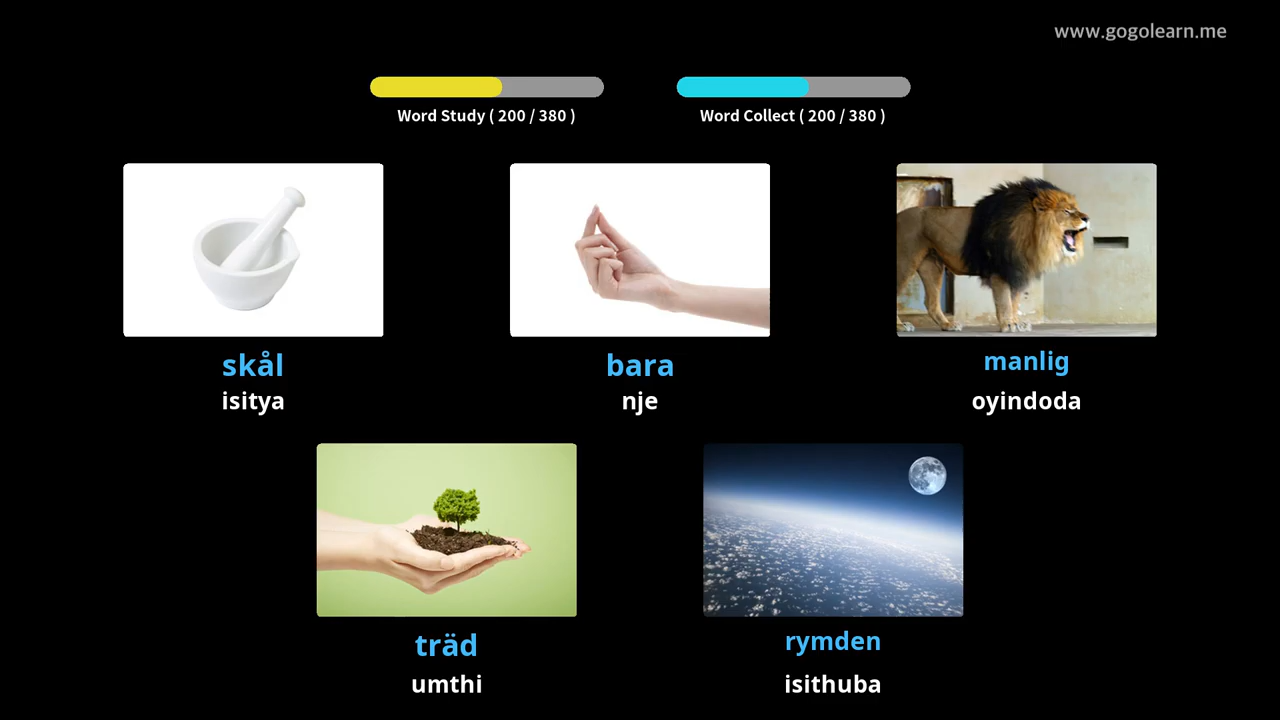 www.gogolearn.me
Word Study ( 200 / 380 )
Word Collect ( 200 / 380 )
skål
isitya
bara
nje
manlig
oyindoda
träd
umthi
rymden
isithuba